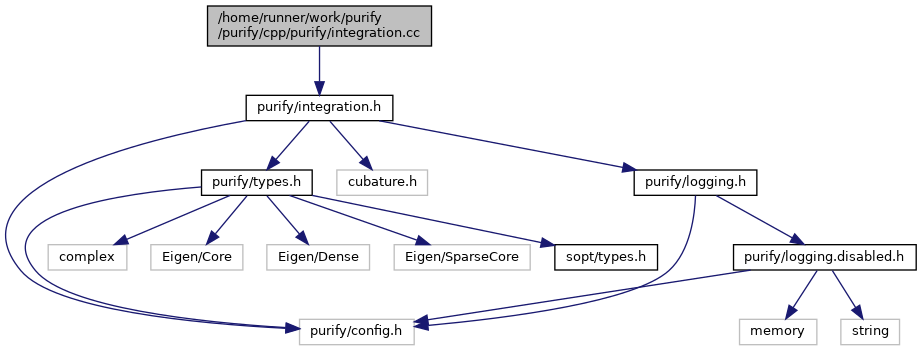 /home/runner/work/purify
/purify/cpp/purify/integration.cc
purify/integration.h
purify/types.h
cubature.h
purify/logging.h
complex
Eigen/Core
Eigen/Dense
Eigen/SparseCore
sopt/types.h
purify/logging.disabled.h
purify/config.h
memory
string